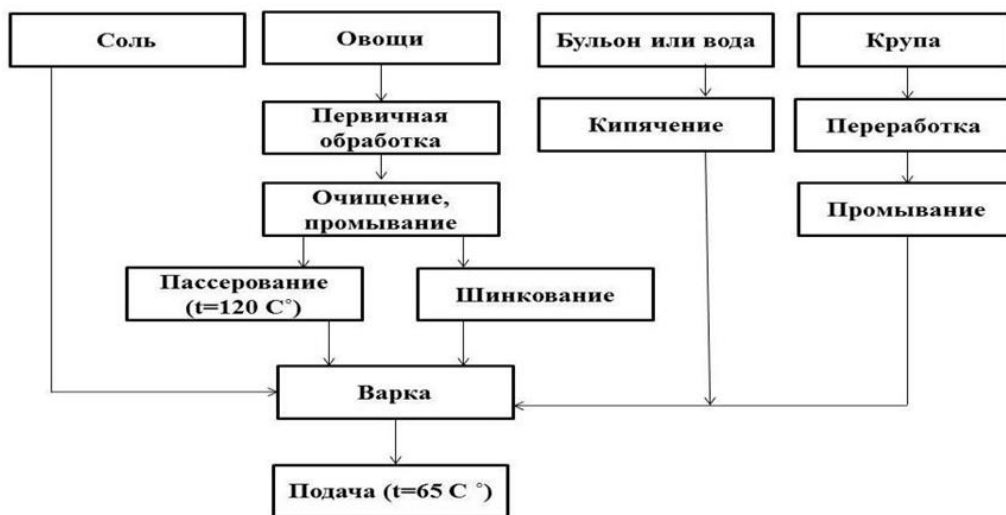 Соль
Овощи
Бульон или вода
Крупа
Первичная
обработка
Кипячение
Переработка
Очищение,
промывание
Промывание
Пассерование
(t=120 С˚)
Шинкование
Варка
Подача (t=65 С ˚)